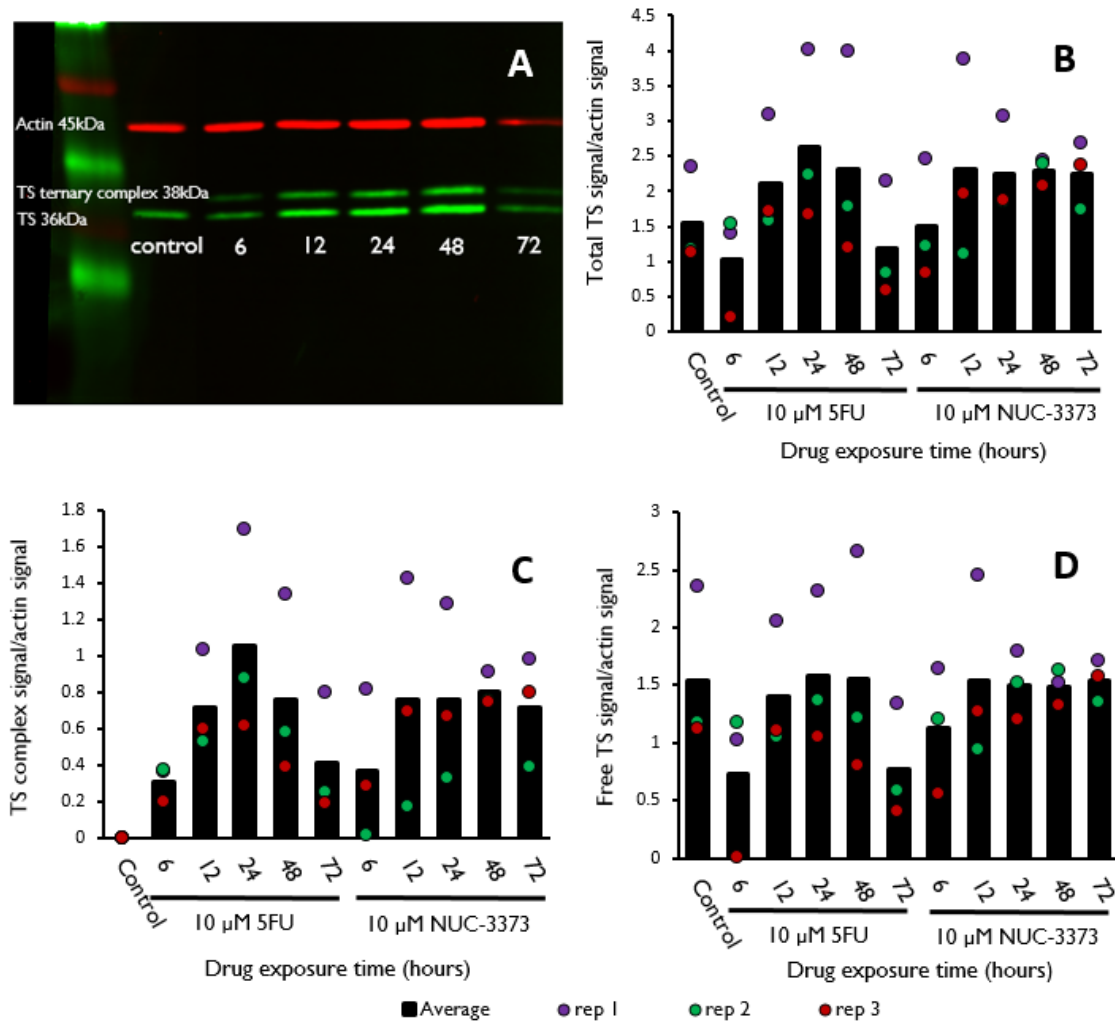 A
Actin 45kDa
TS ternary complex 38kDa
TS 36kDa
control 6 12 24 48 72
B
Total TS signal/actin signal
4.5
4
3.5
3
2.5
2
1.5
1
0.5
0
Control 6 12 24 48 72 6 12 24 48 72
10 µM 5FU 10 µM NUC-3373
Drug exposure time (hours)
C
TS complex signal/actin signal
1.8
1.6
1.4
1.2
1
0.8
0.6
0.4
0.2
0
Control 6 12 24 48 72 6 12 24 48 72
10 µM 5FU 10 µM NUC-3373
Drug exposure time (hours)
D
Free TS signal/actin signal
3
2.5
2
1.5
1
0.5
0
Control 6 12 24 48 72 6 12 24 48 72
10 µM 5FU 10 µM NUC-3373
Drug exposure time (hours)
Average rep 1 rep 2 rep 3